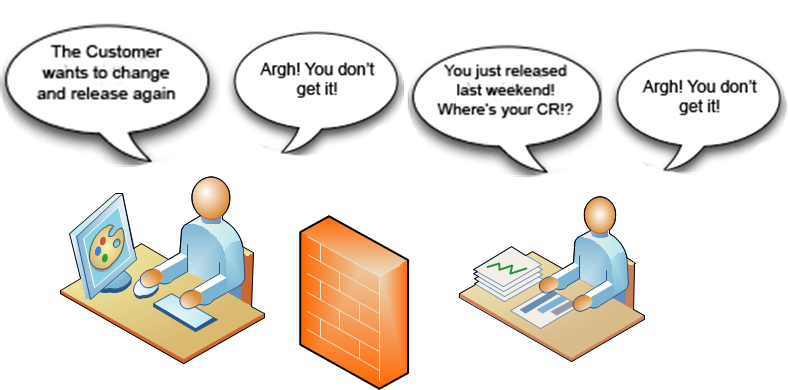 The Customer
wants to change
and release again
Argh! You don't
get it!
You just released
last weekend!
Where's your CR!?
Argh! You don't
get it!